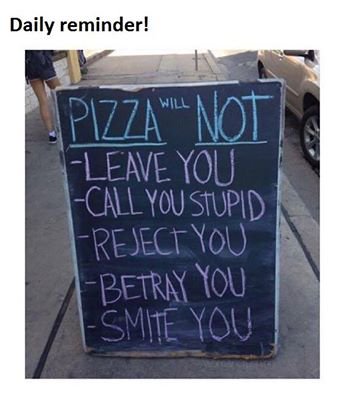 Daily reminder!
PIZZA WILL NOT
-LEAVE YOU
-CALL YOU STUPID
-REJECT YOU
-BETRAY YOU
-SMITE YOU